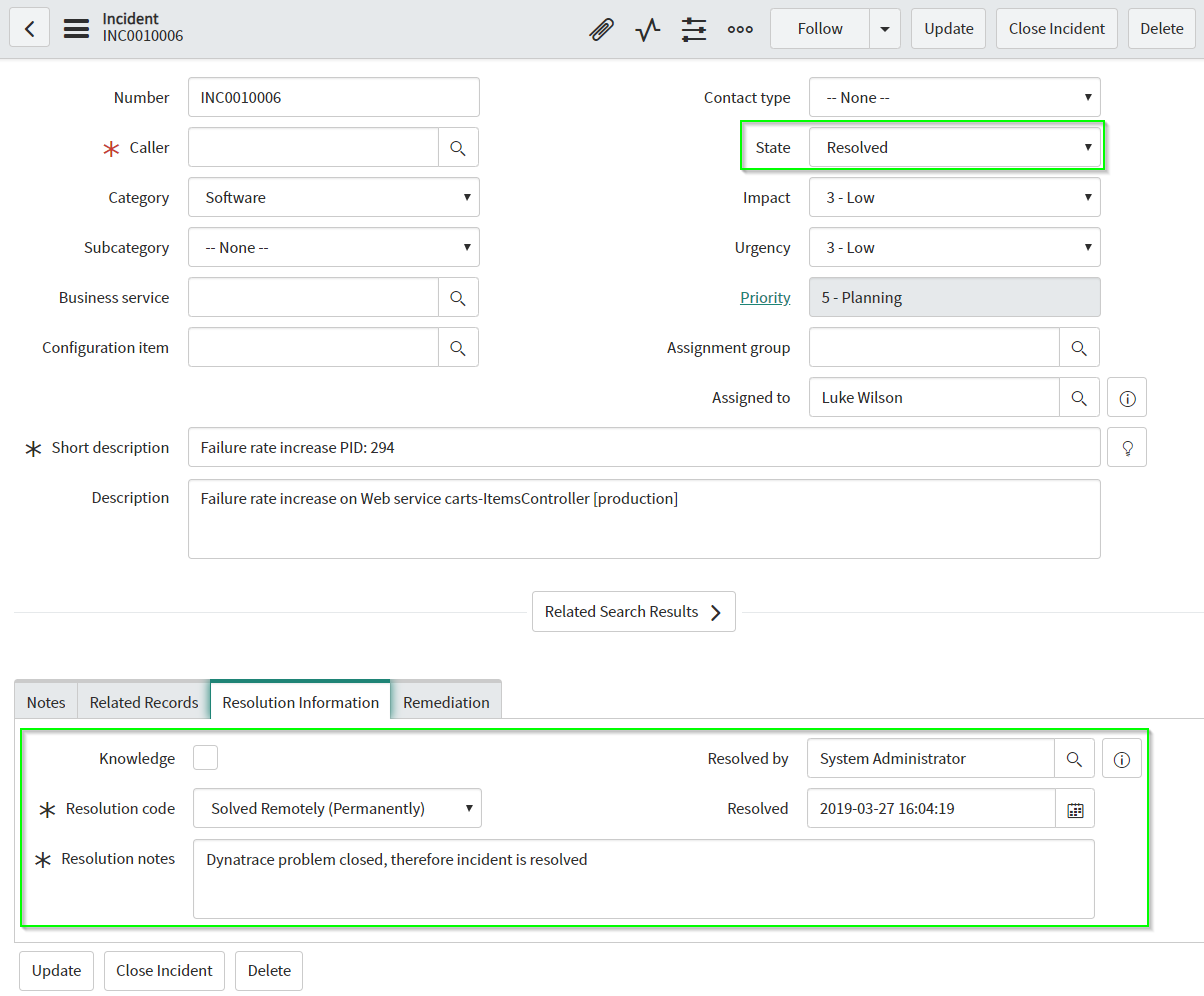 Incident
INC0010006
Follow
Update
Close Incident
Delete
Number INC0010006
Contact type -- None --
Caller
State Resolved
Category Software
Impact 3 - Low
Subcategory -- None --
Urgency 3 - Low
Business service
Priority 5 - Planning
Configuration item
Assignment group
Assigned to Luke Wilson
Short description Failure rate increase PID: 294
Description Failure rate increase on Web service carts-ItemsController [production]
Related Search Results
Notes Related Records Resolution Information Remediation
Knowledge
Resolved by System Administrator
Resolution code Solved Remotely (Permanently)
Resolved 2019-03-27 16:04:19
Resolution notes Dynatrace problem closed, therefore incident is resolved
Update Close Incident Delete